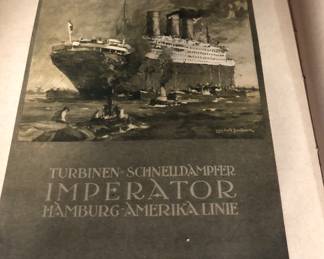 TURBINEN-SCHNELLDAMPFER
IMPERATOR
HAMBURG-AMERIKA LINIE